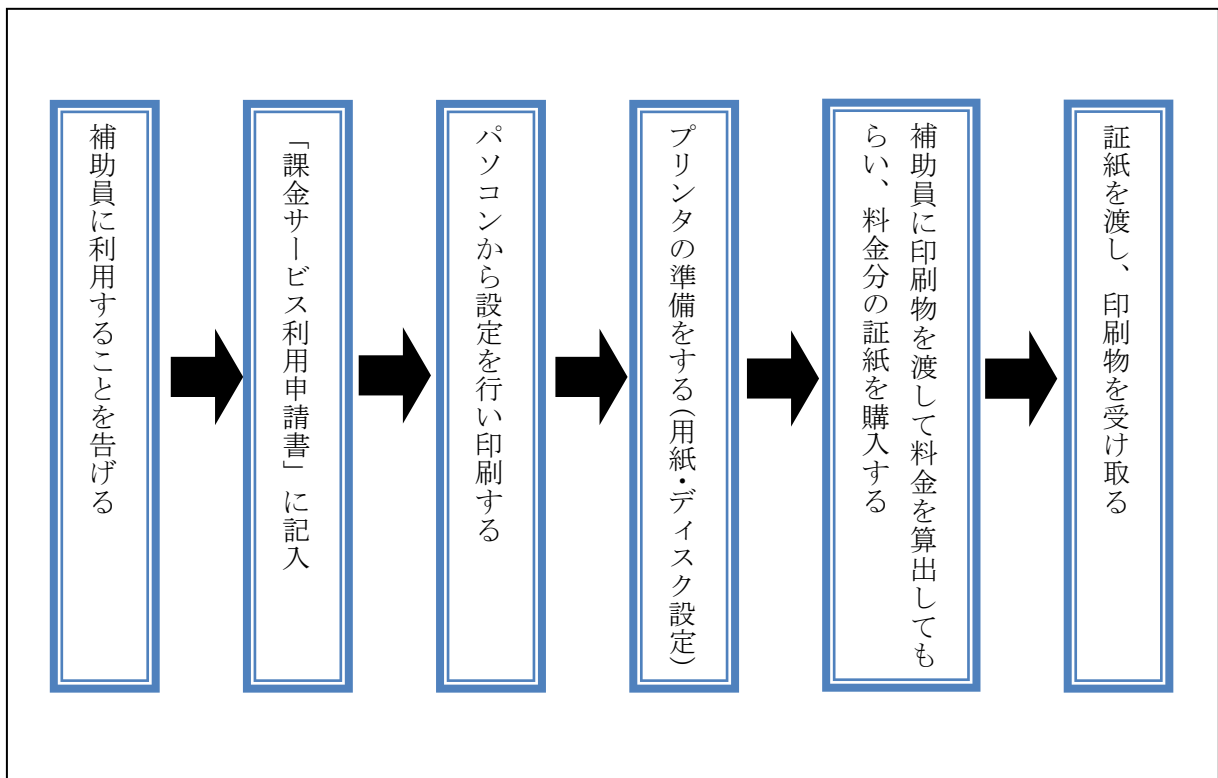 補助員に利用することを告げる
「課金サービス利用申請書」に記入
パソコンから設定を行い印刷する
プリンタの準備をする(用紙・ディスク設定)
補助員に印刷物を渡して料金を算出しても
らい、料金分の証紙を購入する
証紙を渡し、印刷物を受け取る